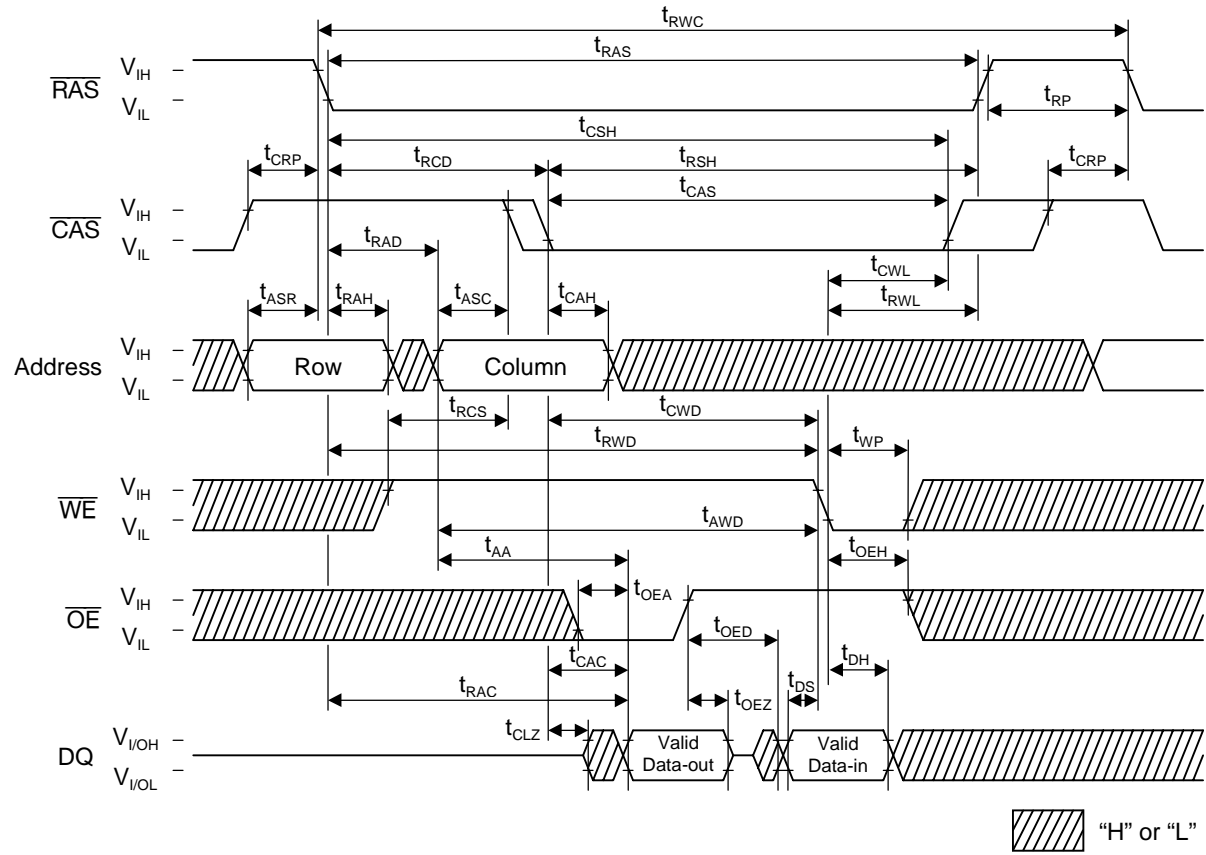 tRWC
tRAS
RAS
VIH
VIL
tRP
tCSH
tCRP
tRCD
tRSH
tCRP
tCAS
CAS
VIH
VIL
tRAD
tCWL
tRWL
tASR
tRAH
tASC
tCAH
Address
VIH
VIL
Row
Column
tRCS
tCWD
tRWD
tWP
WE
VIH
VIL
tAWD
tAA
tOEH
OE
VIH
VIL
tOEA
tOED
tCAC
tDH
tRAC
tOEZ
tDS
tCLZ
DQ
VI/OH
VI/OL
Valid
Data-out
Valid
Data-in
“H” or “L”